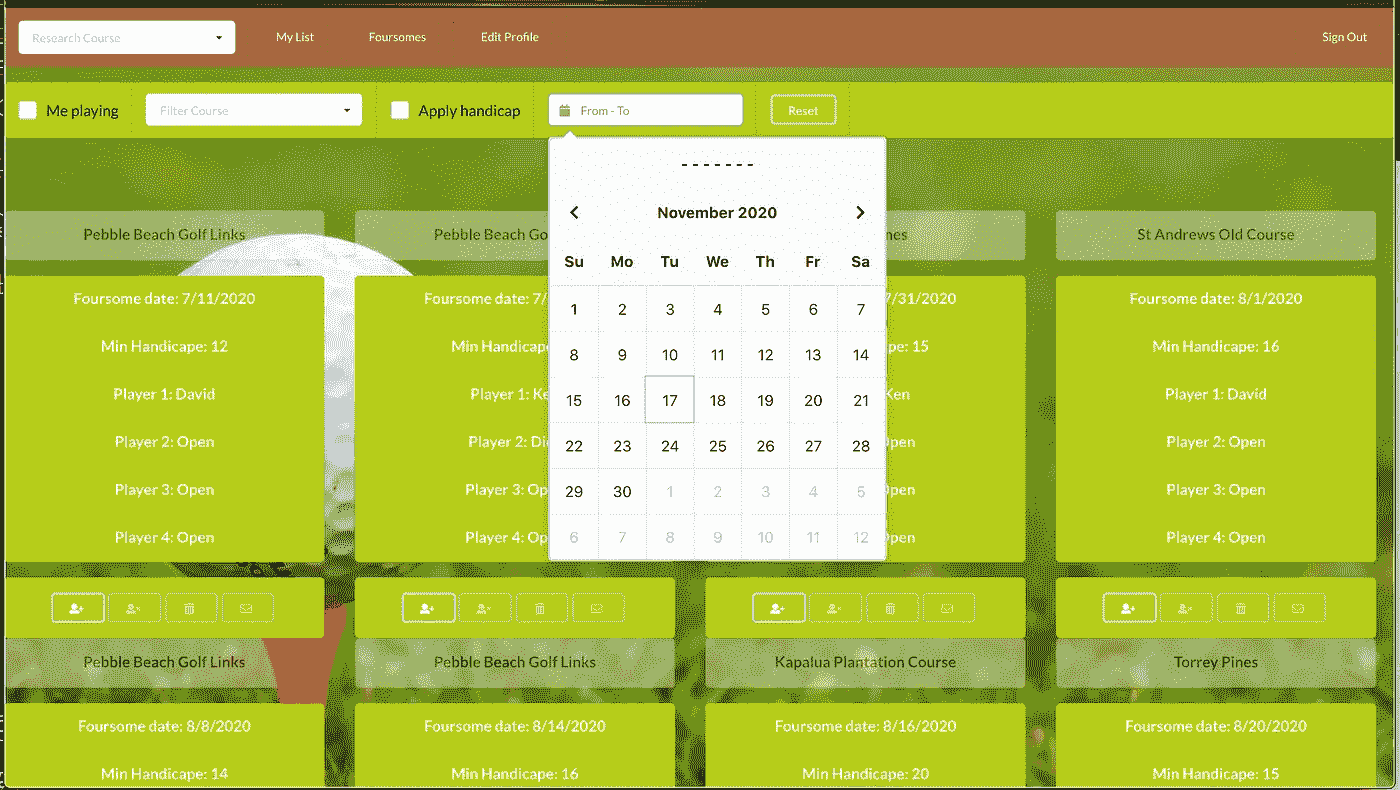 Research Course My List Foursomes Edit Profile Sign Out
Me playing Filter Course Apply handicap From - To Reset
- - - - - - -
November 2020
Su Mo Tu We Th Fr Sa
1 2 3 4 5 6 7
8 9 10 11 12 13 14
15 16 17 18 19 20 21
22 23 24 25 26 27 28
29 30 1 2 3 4 5
6 7 8 9 10 11 12
Pebble Beach Golf Links
Foursome date: 7/11/2020
Min Handicape: 12
Player 1: David
Player 2: Open
Player 3: Open
Player 4: Open
Pebble Beach Go
Foursome date: 7/
Min Handicape
Player 1: Ke
Player 2: Di
Player 3: Op
Player 4: Op
nes
7/31/2020
pe: 15
Ken
Open
Open
Open
St Andrews Old Course
Foursome date: 8/1/2020
Min Handicape: 16
Player 1: David
Player 2: Open
Player 3: Open
Player 4: Open
Pebble Beach Golf Links
Foursome date: 8/8/2020
Min Handicape: 14
Pebble Beach Golf Links
Foursome date: 8/14/2020
Min Handicape: 16
Kapalua Plantation Course
Foursome date: 8/16/2020
Min Handicape: 20
Torrey Pines
Foursome date: 8/20/2020
Min Handicape: 15